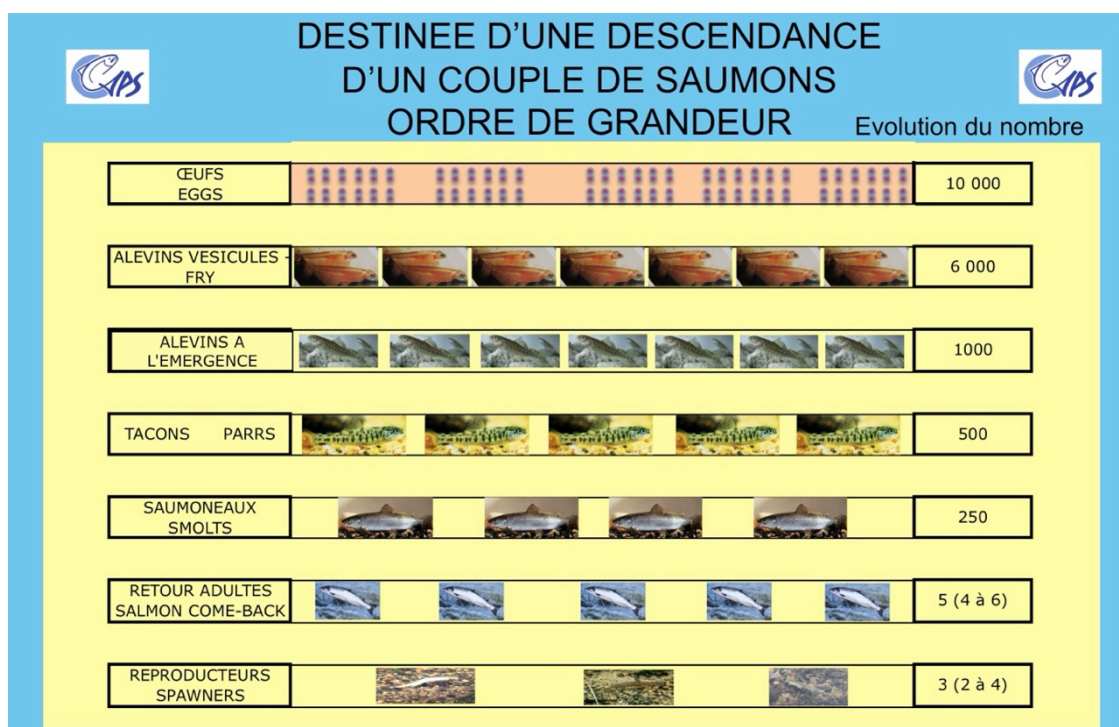 DESTINEE D'UNE DESCENDANCE
D'UN COUPLE DE SAUMONS
ORDRE DE GRANDEUR
Evolution du nombre
CAPS
CAPS
ŒUFS
EGGS
10 000
ALEVINS VESICULES -
FRY
6 000
ALEVINS A
L'EMERGENCE
1000
TACONS PARRS
500
SAUMONEAUX
SMOLTS
250
RETOUR ADULTES
SALMON COME-BACK
5 (4 à 6)
REPRODUCTEURS
SPAWNERS
3 (2 à 4)